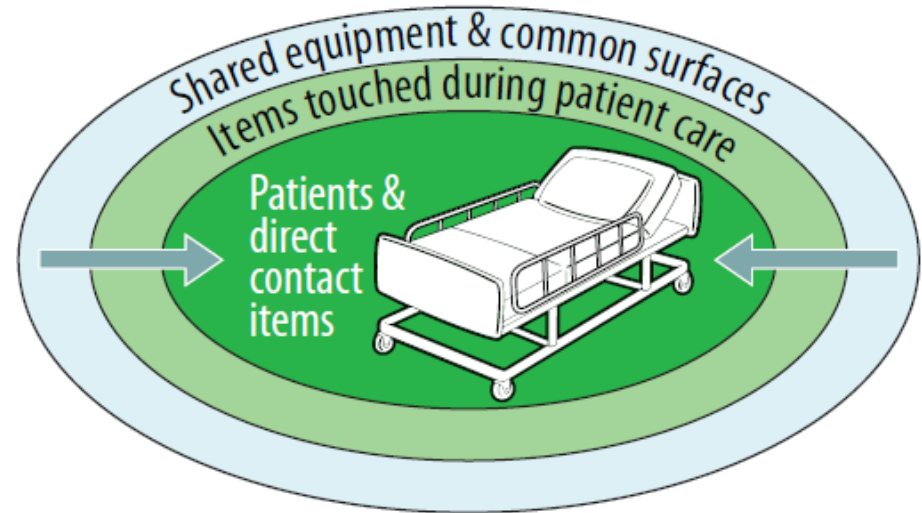 Shared equipment & common surfaces
Items touched during patient care
Patients &
direct
contact
items